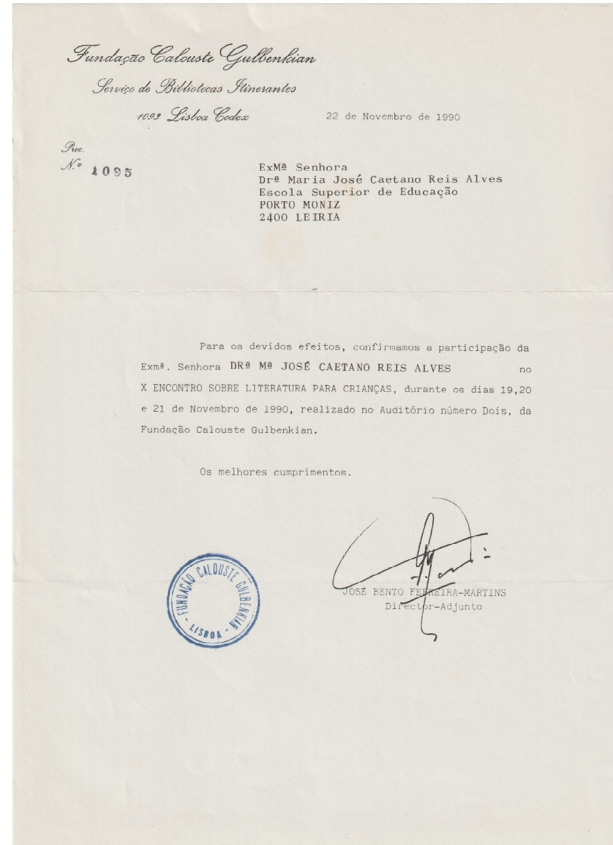 Fundação Calouste Gulbenkian
Serviço de Bibliotecas Itinerantes
1093 Lisboa Codex
22 de Novembro de 1990
Proc.
N.º 1095
ExMª Senhora
Drª Maria José Caetano Reis Alves
Escola Superior de Educação
PORTO MONIZ
2400 LEIRIA
Para os devidos efeitos, confirmamos a participação da
Exmª. Senhora DRª Mª JOSÉ CAETANO REIS ALVES no
X ENCONTRO SOBRE LITERATURA PARA CRIANÇAS, durante os dias 19,20
e 21 de Novembro de 1990, realizado no Auditório número Dois, da
Fundação Calouste Gulbenkian.
Os melhores cumprimentos.
JOSÉ BENTO FERREIRA-MARTINS
Director-Adjunto
FUNDAÇÃO CALOUSTE GULBENKIAN
- LISBOA -